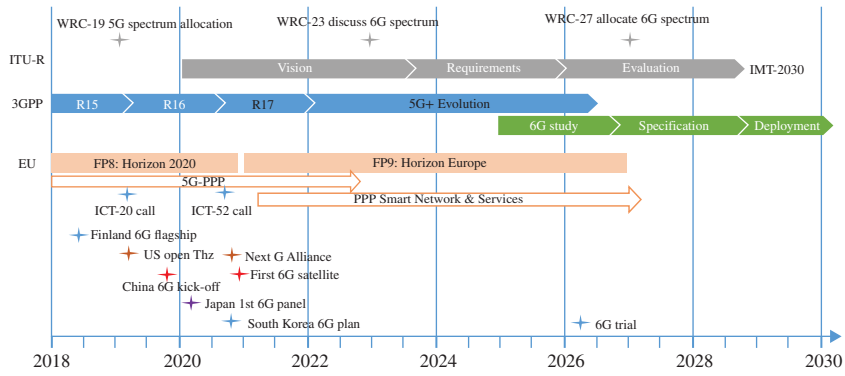 WRC-19 5G spectrum allocation
WRC-23 discuss 6G spectrum
WRC-27 allocate 6G spectrum
ITU-R
Vision
Requirements
Evaluation
IMT-2030
3GPP
R15
R16
R17
5G+ Evolution
6G study
Specification
Deployment
EU
FP8: Horizon 2020
FP9: Horizon Europe
5G-PPP
PPP Smart Network & Services
ICT-20 call
ICT-52 call
Finland 6G flagship
US open Thz
Next G Alliance
First 6G satellite
China 6G kick-off
Japan 1st 6G panel
South Korea 6G plan
6G trial
2018
2020
2022
2024
2026
2028
2030